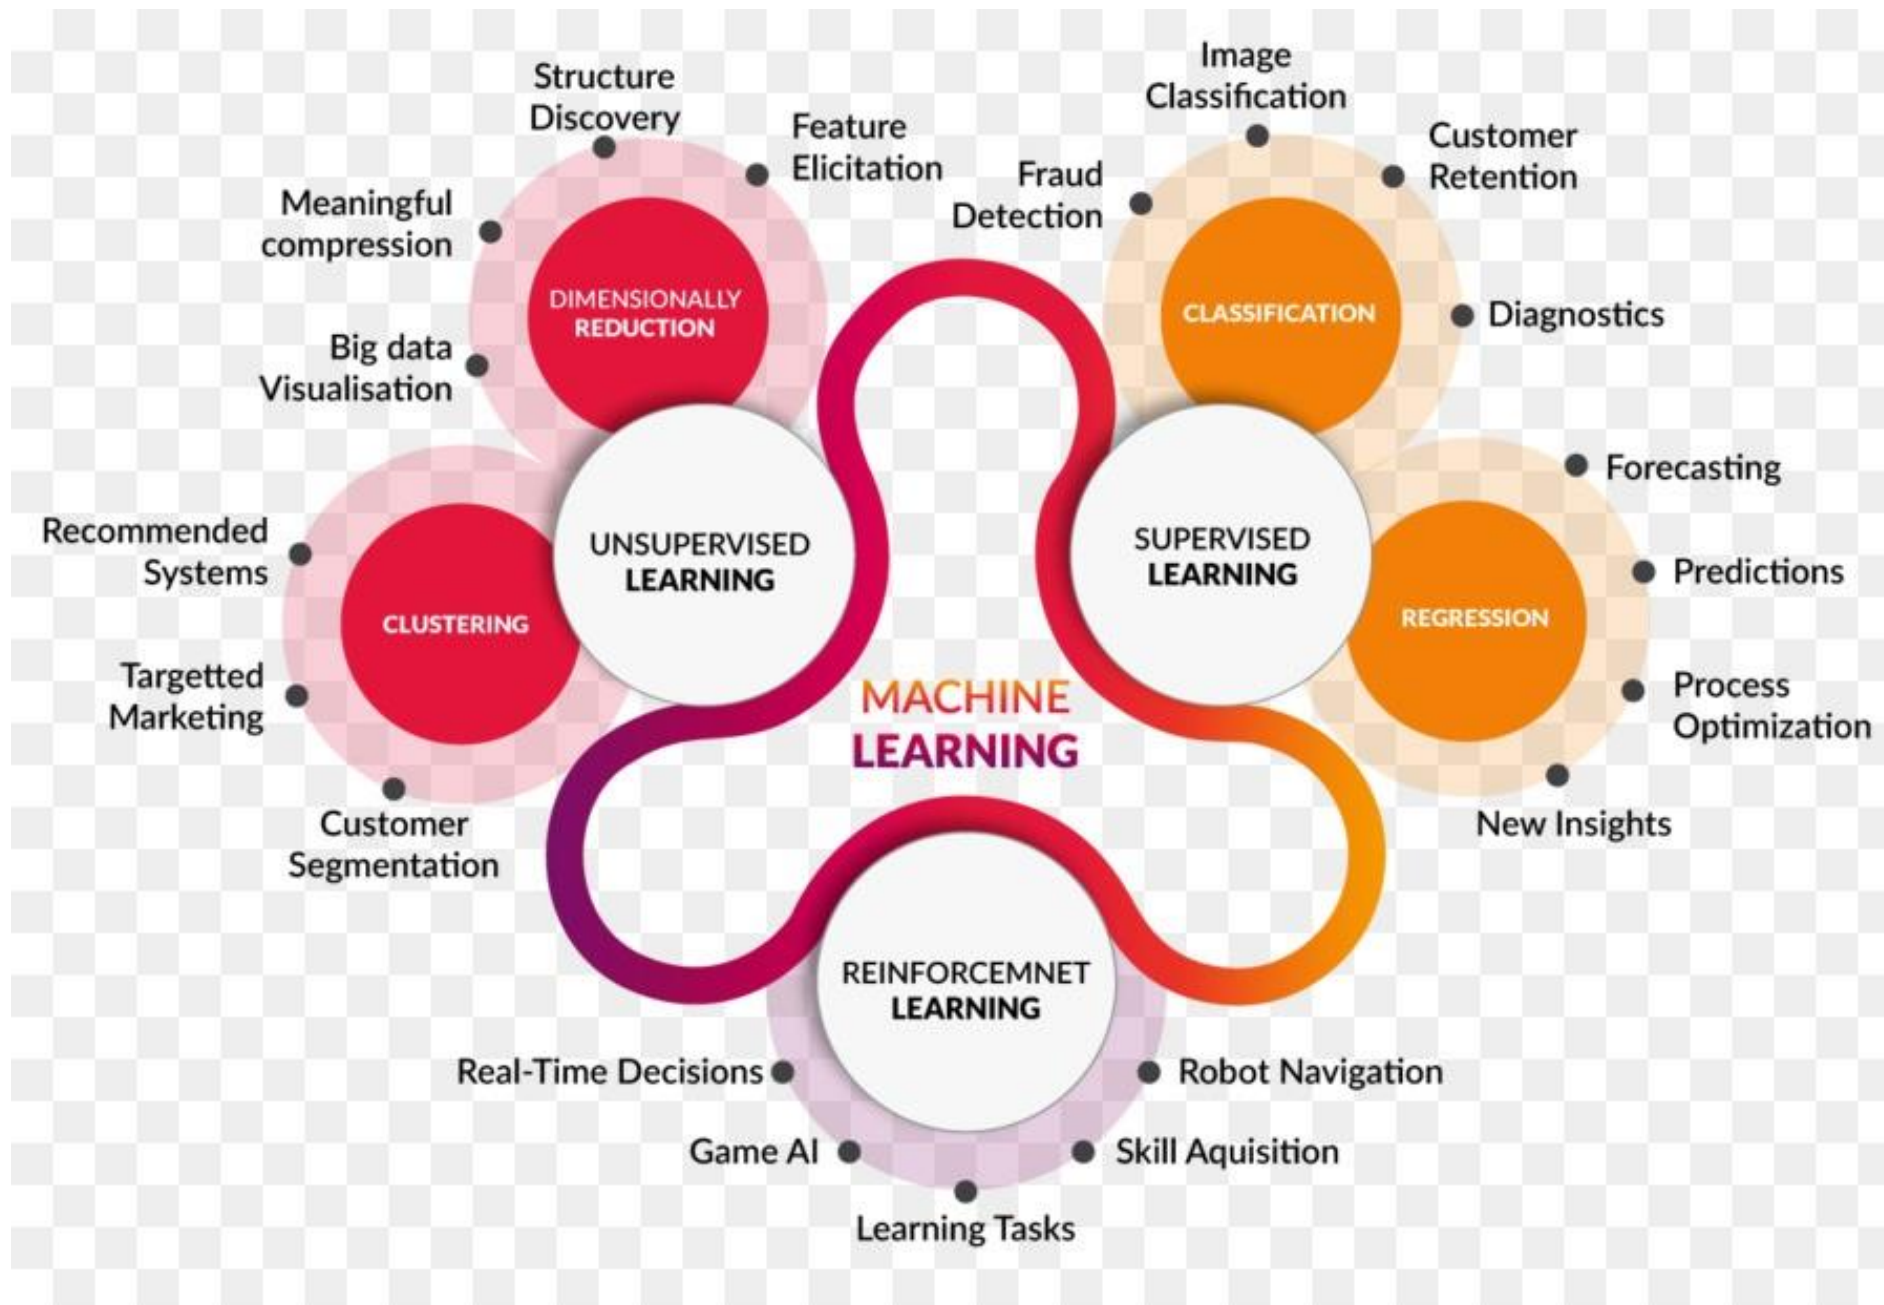 Structure
Discovery
Feature
Elicitation
Meaningful
compression
Big data
Visualisation
DIMENSIONALLY
REDUCTION
Recommended
Systems
Targetted
Marketing
Customer
Segmentation
CLUSTERING
UNSUPERVISED
LEARNING
Image
Classification
Customer
Retention
Fraud
Detection
Diagnostics
CLASSIFICATION
SUPERVISED
LEARNING
Forecasting
Predictions
Process
Optimization
New Insights
REGRESSION
MACHINE
LEARNING
REINFORCEMNET
LEARNING
Real-Time Decisions
Game AI
Learning Tasks
Skill Aquisition
Robot Navigation